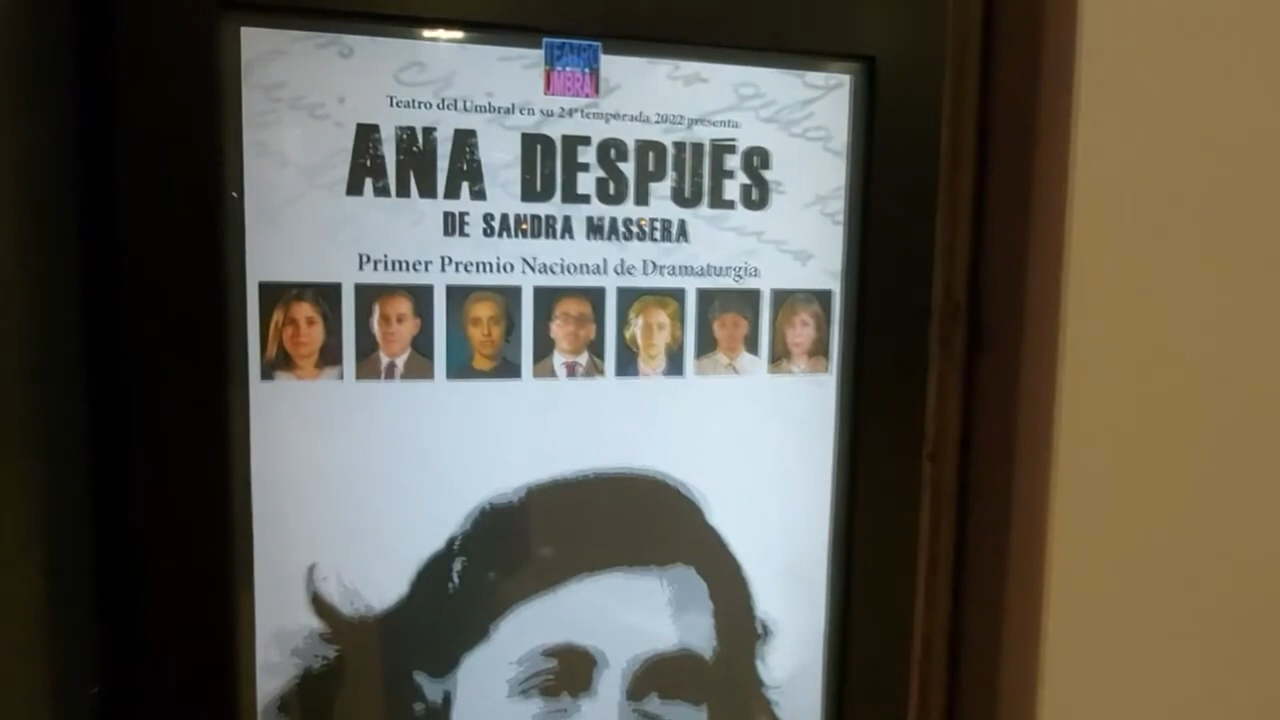 TEATRO
UMBRAL
Teatro del Umbral en su 24ª temporada 2022 presenta:
ANA DESPUÉS
DE SANDRA MASSERA
Primer Premio Nacional de Dramaturgia